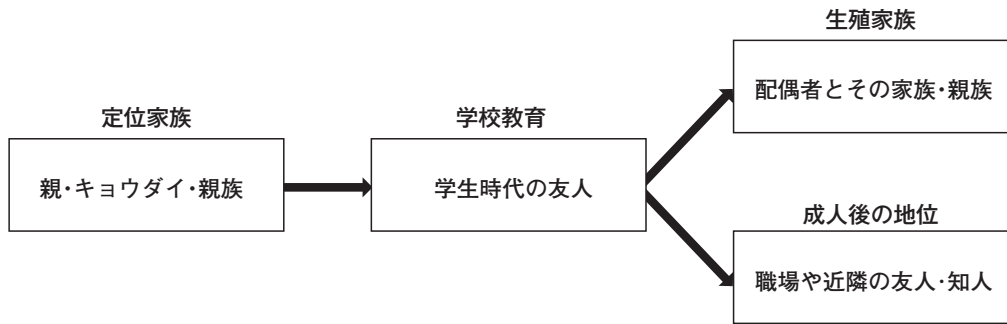 定位家族
親・キョウダイ・親族
学校教育
学生時代の友人
生殖家族
配偶者とその家族・親族
成人後の地位
職場や近隣の友人・知人